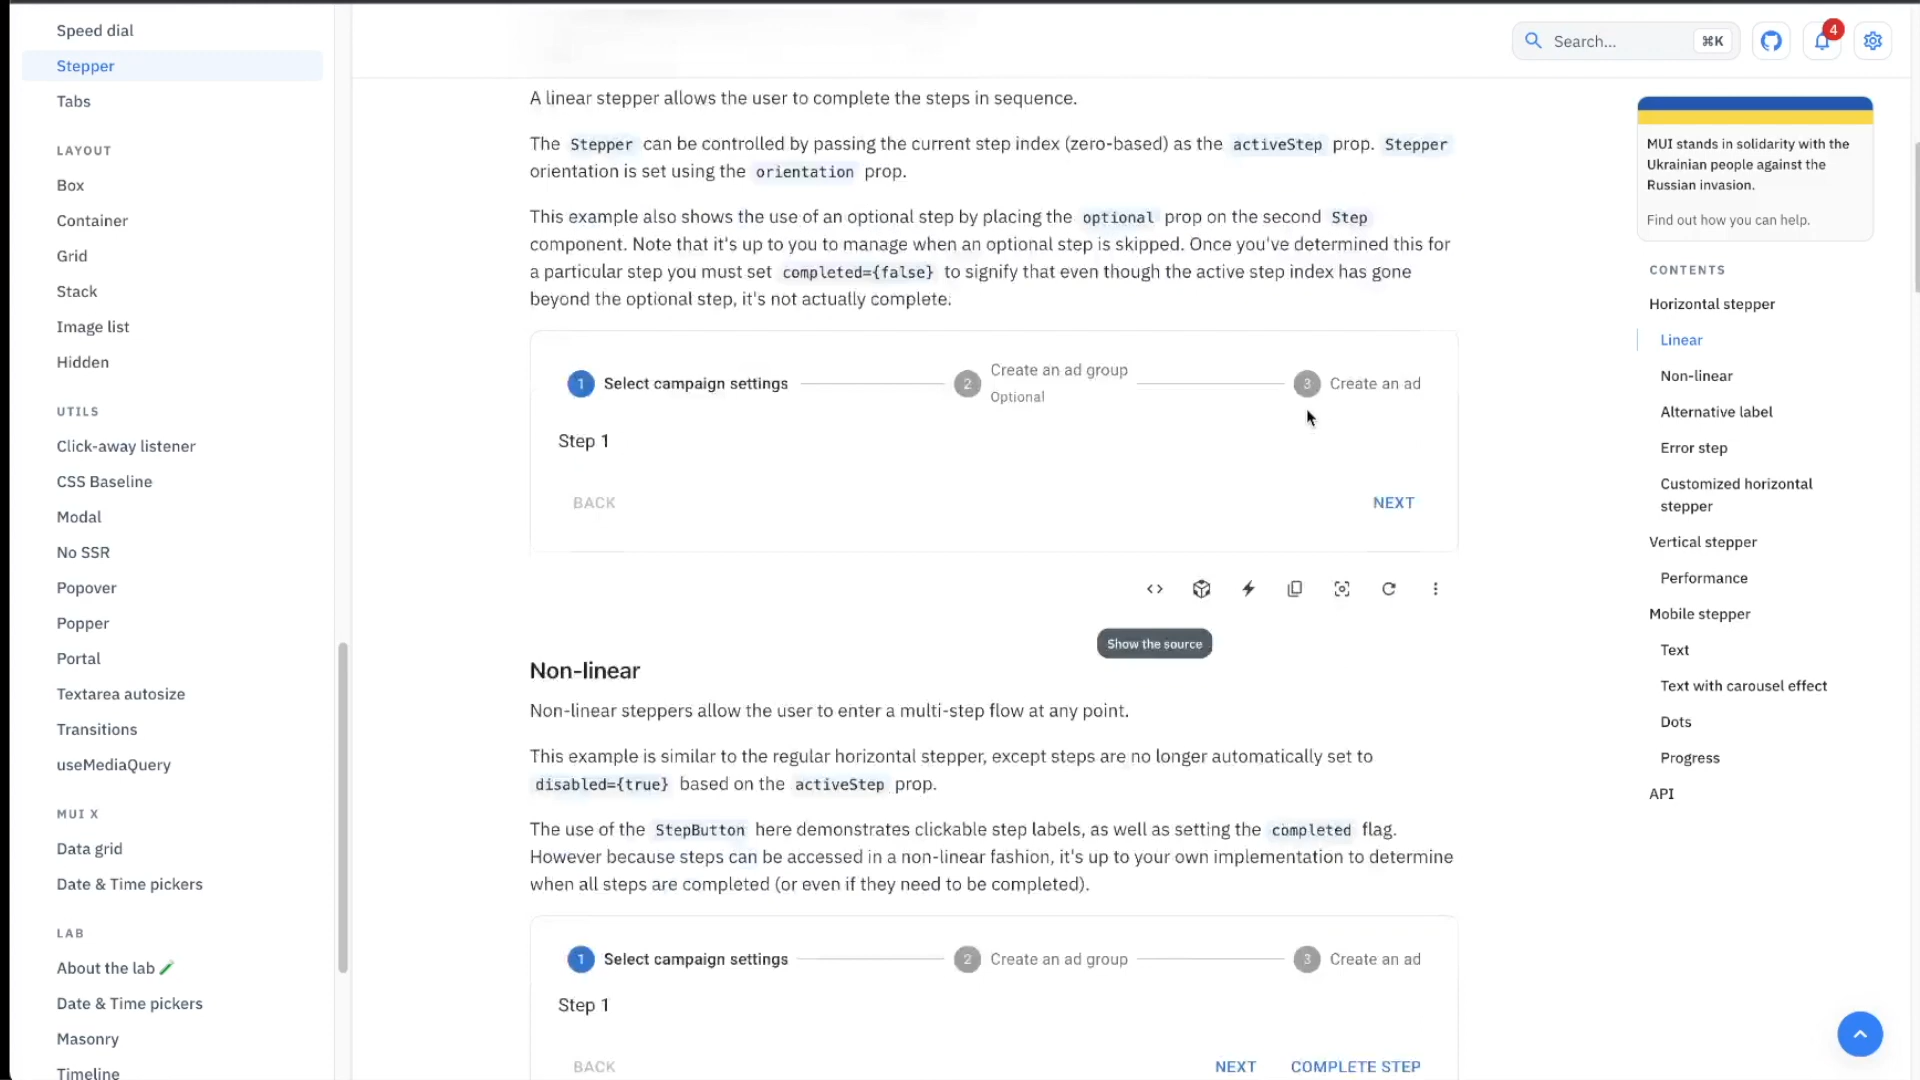 Speed dial
Stepper
Tabs
LAYOUT
Box
Container
Grid
Stack
Image list
Hidden
UTILS
Click-away listener
CSS Baseline
Modal
No SSR
Popover
Popper
Portal
Textarea autosize
Transitions
useMediaQuery
MUI X
Data grid
Date & Time pickers
LAB
About the lab
Date & Time pickers
Masonry
Timeline
Search...
⌘K
4
A linear stepper allows the user to complete the steps in sequence.
The Stepper can be controlled by passing the current step index (zero-based) as the activeStep prop. Stepper
orientation is set using the orientation prop.
This example also shows the use of an optional step by placing the optional prop on the second Step
component. Note that it's up to you to manage when an optional step is skipped. Once you've determined this for
a particular step you must set completed={false} to signify that even though the active step index has gone
beyond the optional step, it's not actually complete.
1 Select campaign settings
2 Create an ad group
Optional
3 Create an ad
Step 1
BACK
NEXT
Show the source
Non-linear
Non-linear steppers allow the user to enter a multi-step flow at any point.
This example is similar to the regular horizontal stepper, except steps are no longer automatically set to
disabled={true} based on the activeStep prop.
The use of the StepButton here demonstrates clickable step labels, as well as setting the completed flag.
However because steps can be accessed in a non-linear fashion, it's up to your own implementation to determine
when all steps are completed (or even if they need to be completed).
1 Select campaign settings
2 Create an ad group
3 Create an ad
Step 1
BACK
NEXT
COMPLETE STEP
MUI stands in solidarity with the
Ukrainian people against the
Russian invasion.
Find out how you can help.
CONTENTS
Horizontal stepper
Linear
Non-linear
Alternative label
Error step
Customized horizontal
stepper
Vertical stepper
Performance
Mobile stepper
Text
Text with carousel effect
Dots
Progress
API